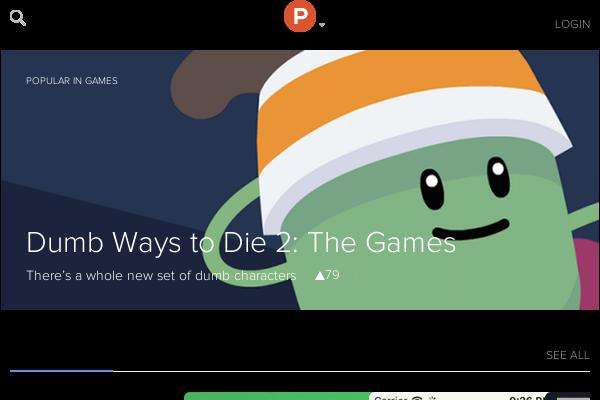 P
LOGIN
POPULAR IN GAMES
Dumb Ways to Die 2: The Games
There's a whole new set of dumb characters ▲79
SEE ALL
Carrier